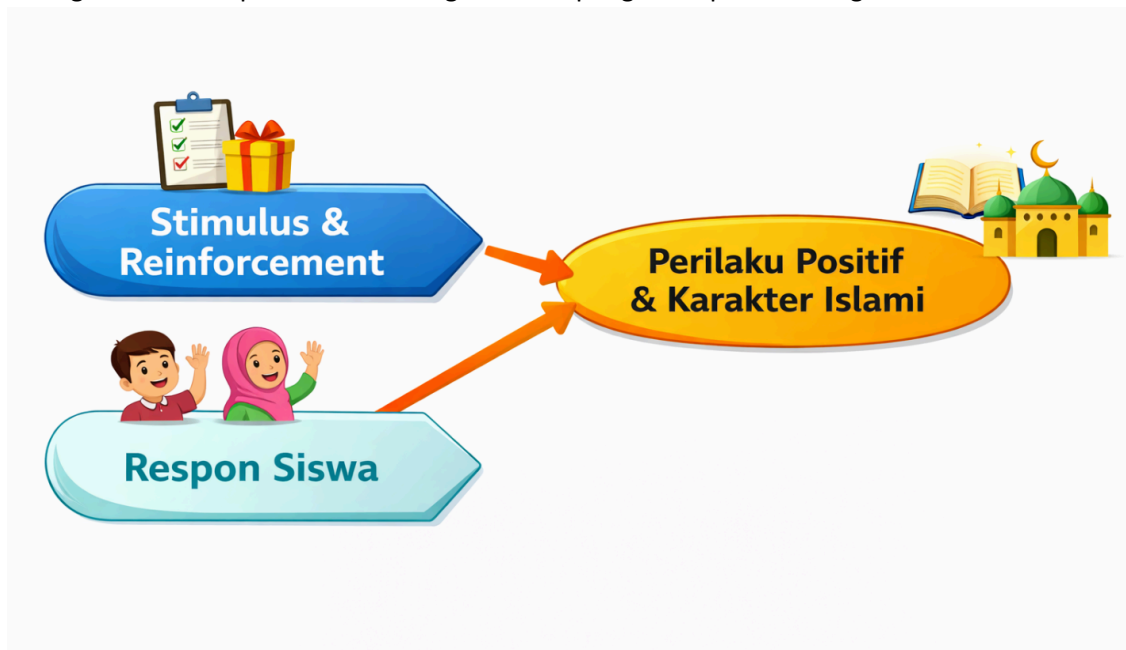 Stimulus &
Reinforcement
Perilaku Positif
& Karakter Islami
Respon Siswa